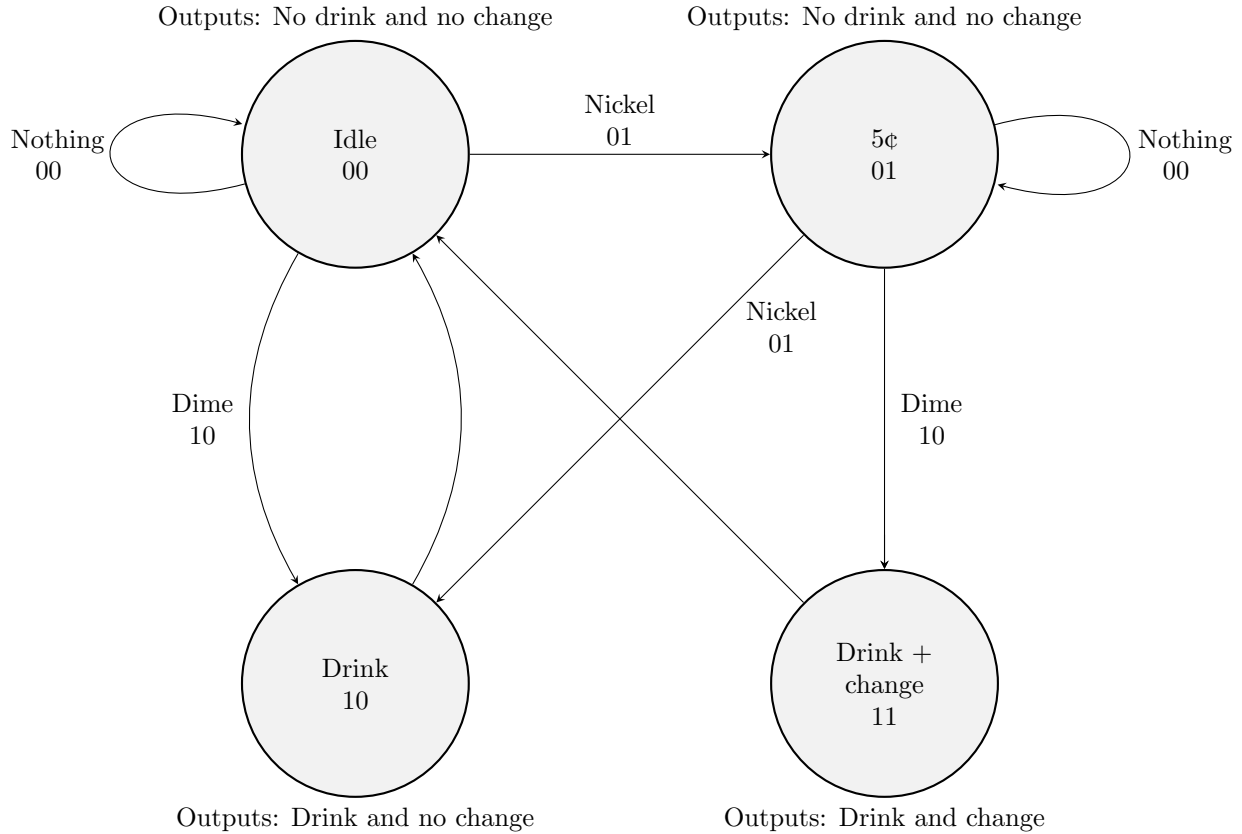 Outputs: No drink and no change
Outputs: No drink and no change
Nothing
00
Idle
00
Nickel
01
5¢
01
Nothing
00
Nickel
01
Dime
10
Dime
10
Drink
10
Drink +
change
11
Outputs: Drink and no change
Outputs: Drink and change